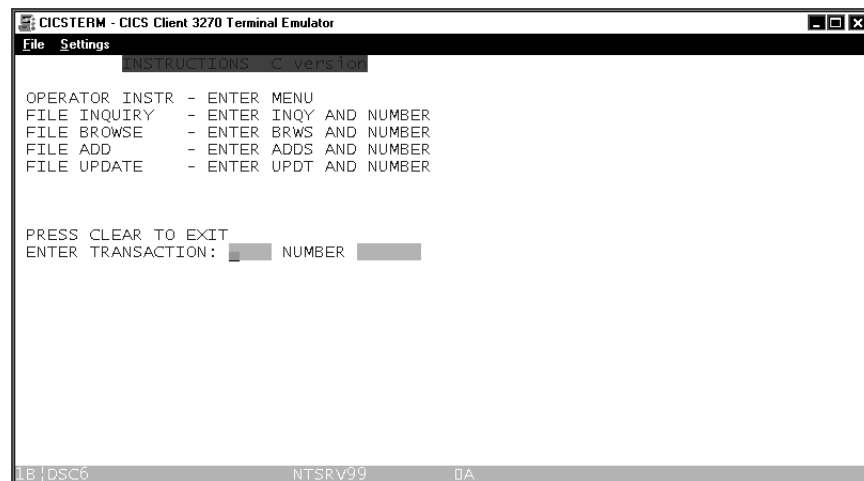 CICSTERM - CICS Client 3270 Terminal Emulator
File Settings
INSTRUCTIONS C version
OPERATOR INSTR - ENTER MENU
FILE INQUIRY - ENTER INQY AND NUMBER
FILE BROWSE - ENTER BRWS AND NUMBER
FILE ADD - ENTER ADDS AND NUMBER
FILE UPDATE - ENTER UPDT AND NUMBER
PRESS CLEAR TO EXIT
ENTER TRANSACTION: _ NUMBER
1B¦DSC6 NTSRV99 ▯A